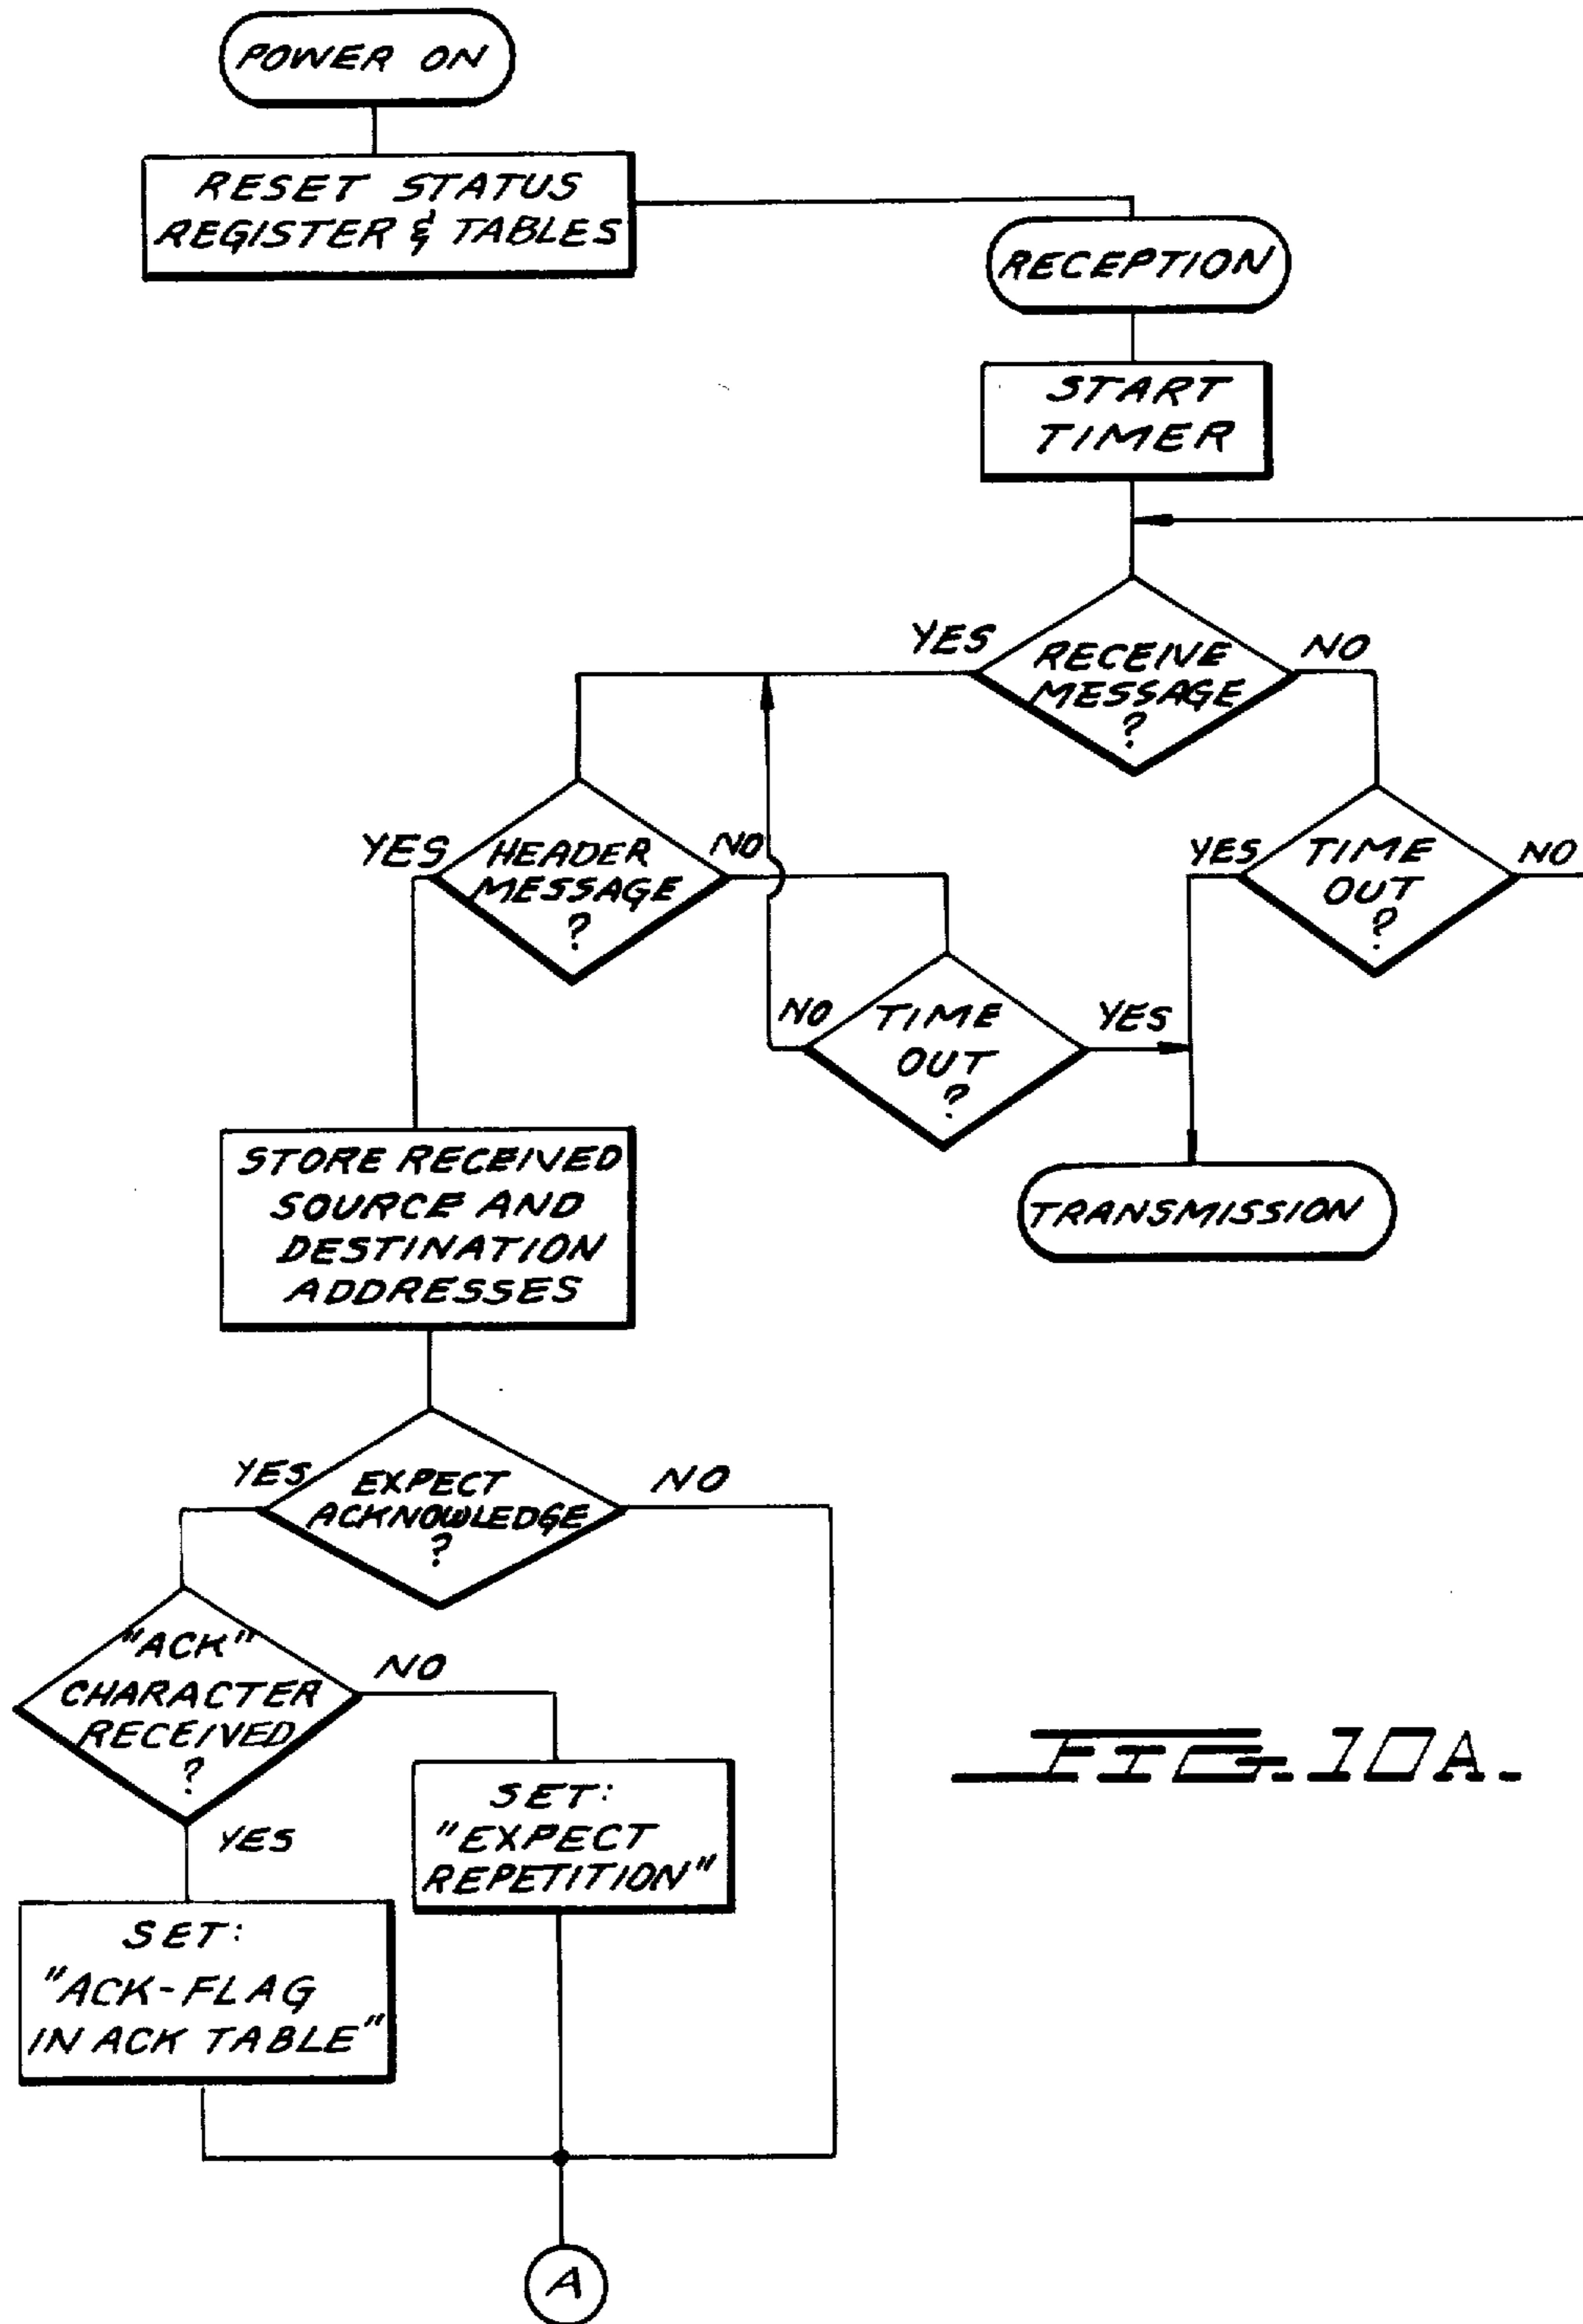 POWER ON
RESET STATUS
REGISTER & TABLES
RECEPTION
START
TIMER
YES
RECEIVE
MESSAGE
?
NO
YES
HEADER
MESSAGE
?
NO
YES
TIME
OUT
?
NO
NO
TIME
OUT
?
YES
STORE RECEIVED
SOURCE AND
DESTINATION
ADDRESSES
TRANSMISSION
YES
EXPECT
ACKNOWLEDGE
?
NO
"ACK"
CHARACTER
RECEIVED
?
NO
YES
SET:
"EXPECT
REPETITION"
SET:
"ACK-FLAG
IN ACK TABLE"
FIG. 10A.
A